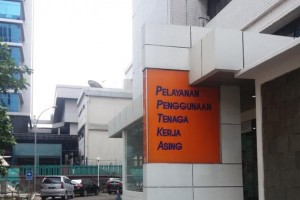 PELAYANAN
PENGGUNAAN
TENAGA
KERJA
ASING